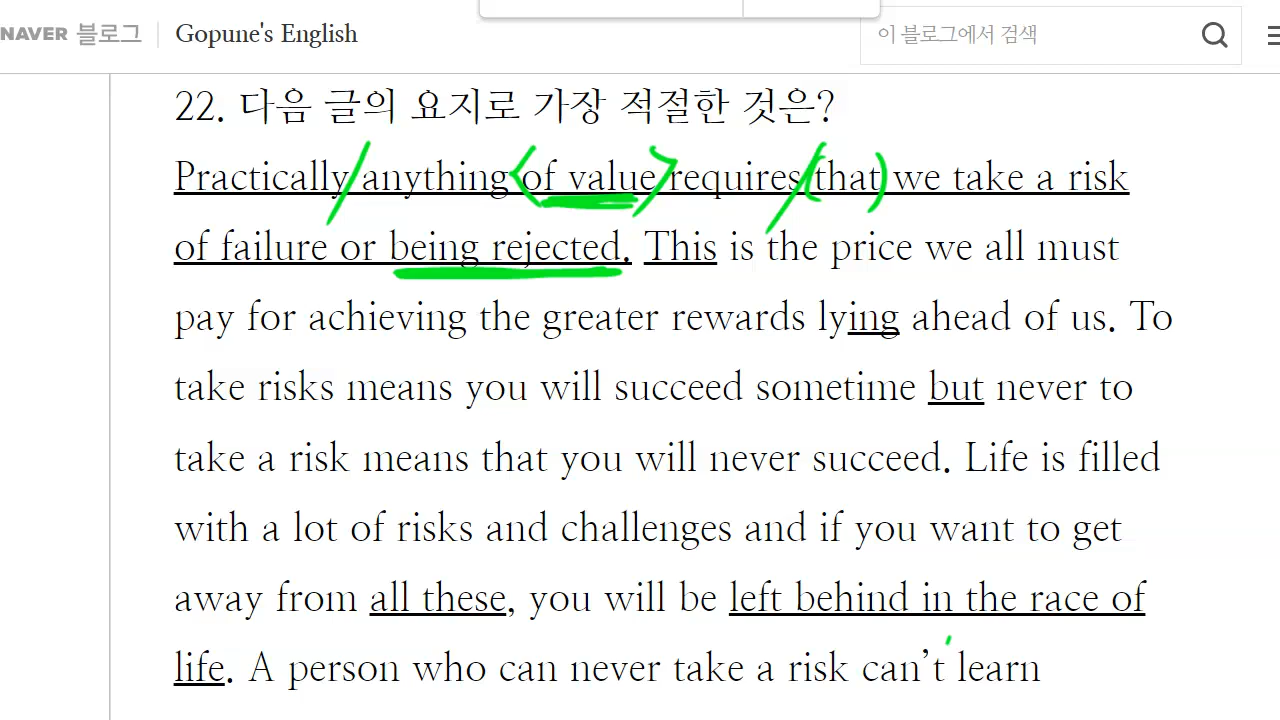 NAVER 블로그 Gopune's English 이 블로그에서 검색
22. 다음 글의 요지로 가장 적절한 것은?
Practically anything of value requires that we take a risk
of failure or being rejected. This is the price we all must
pay for achieving the greater rewards lying ahead of us. To
take risks means you will succeed sometime but never to
take a risk means that you will never succeed. Life is filled
with a lot of risks and challenges and if you want to get
away from all these, you will be left behind in the race of
life. A person who can never take a risk can’t learn